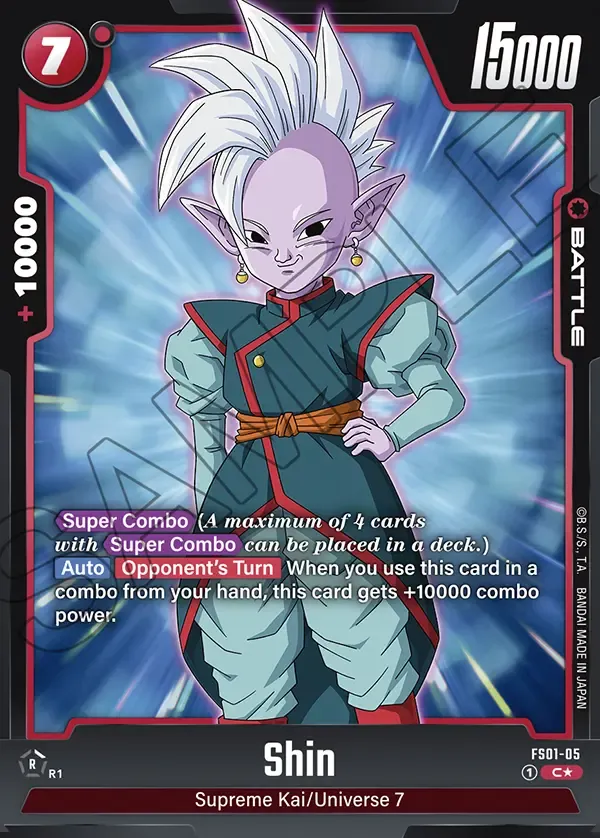 7
15000
+10000
BATTLE
SAMPLE
Super Combo (A maximum of 4 cards
with Super Combo can be placed in a deck.)
Auto Opponent's Turn When you use this card in a
combo from your hand, this card gets +10000 combo
power.
©B.S./S., T.A. BANDAI MADE IN JAPAN
Shin
FS01-05
R R1
1 C★
Supreme Kai/Universe 7